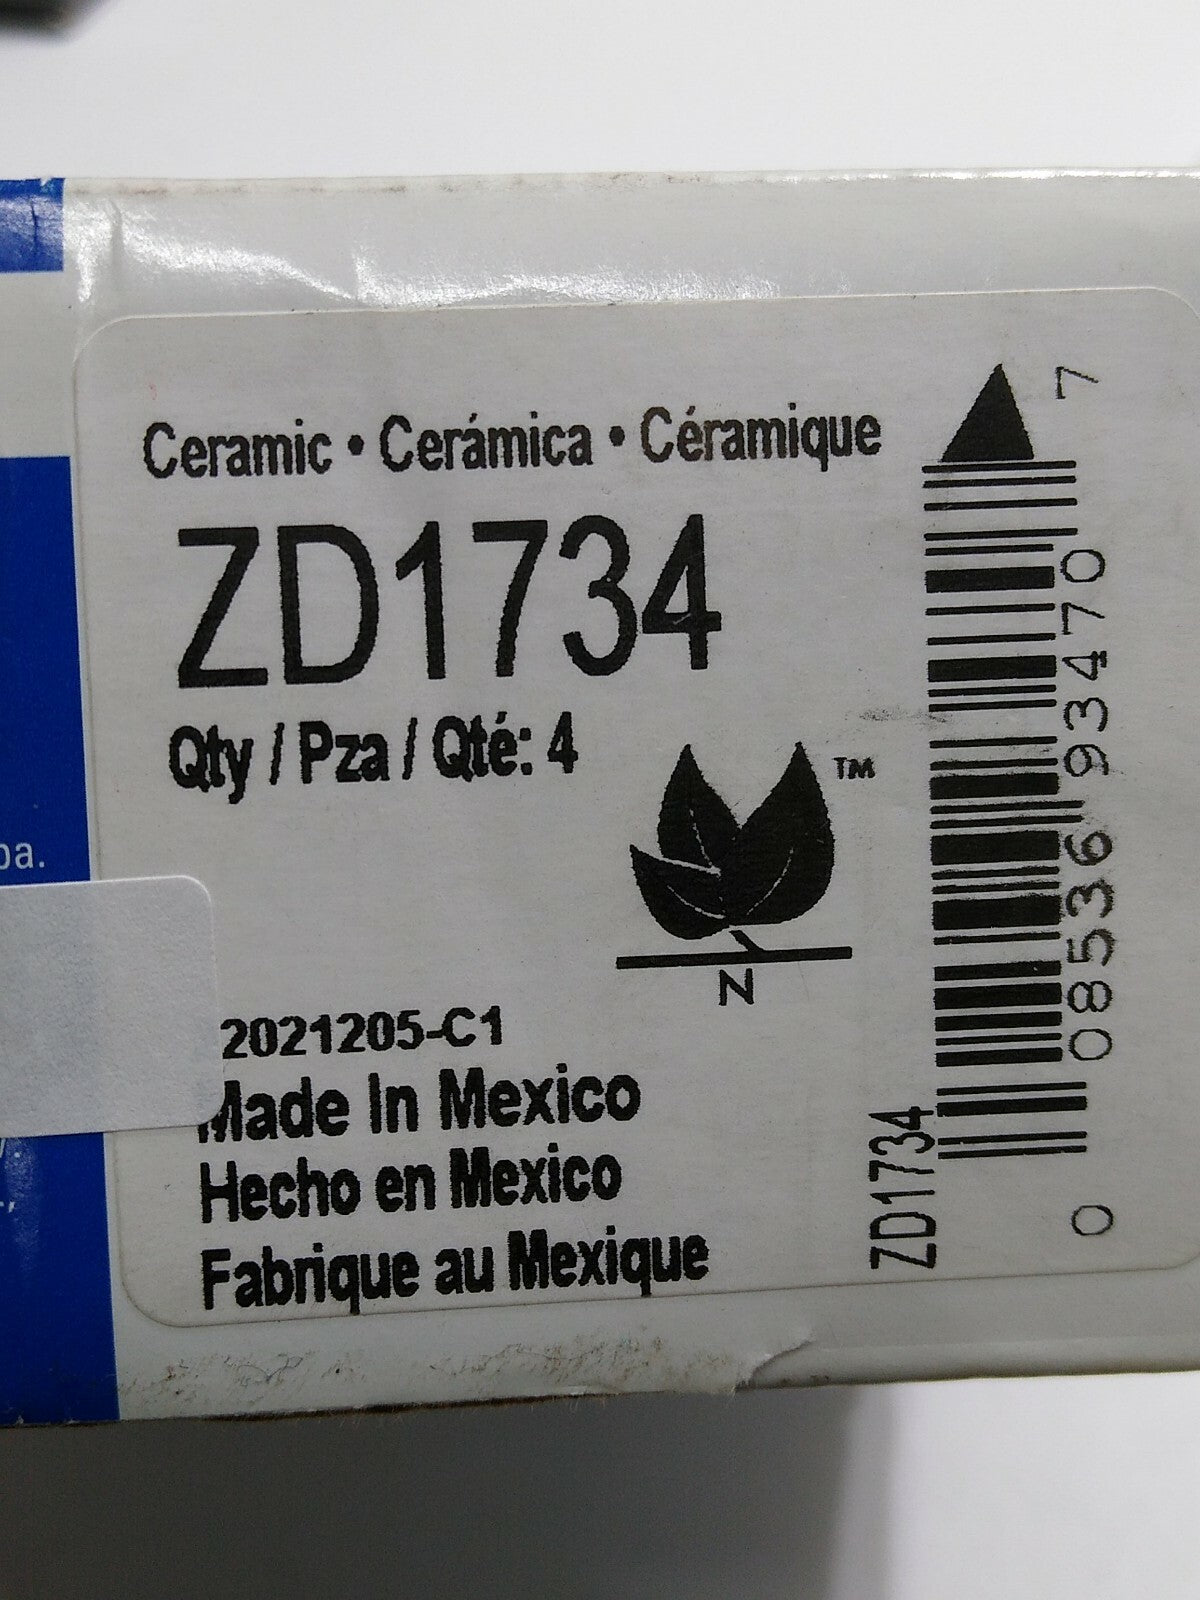 Ceramic • Cerámica • Céramique
ZD1734
Qty / Pza / Qté: 4
TM
N
2021205-C1
Made In Mexico
Hecho en Mexico
Fabrique au Mexique
ZD1734
0 08536 93470 7